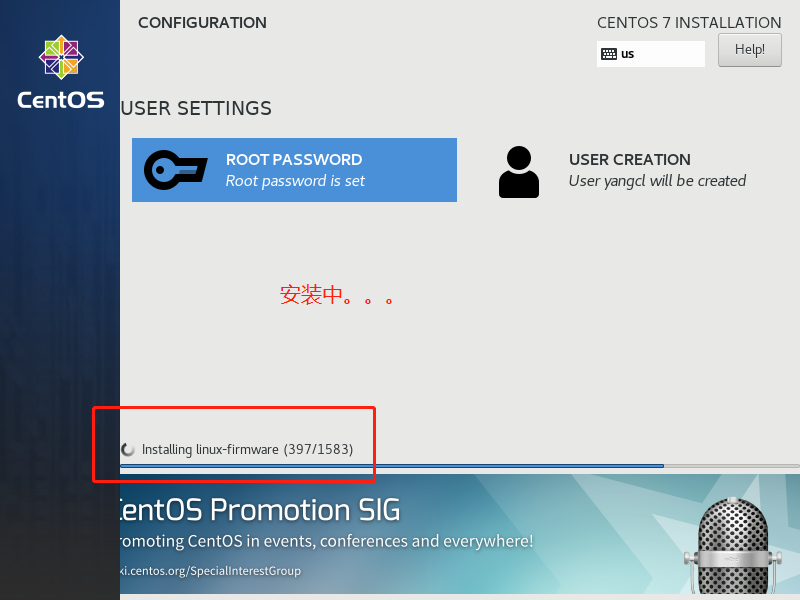 CONFIGURATION
CENTOS 7 INSTALLATION
us
Help!
CentOS
USER SETTINGS
ROOT PASSWORD
Root password is set
USER CREATION
User yangcl will be created
安装中。。。
Installing linux-firmware (397/1583)
CentOS Promotion SIG
romoting CentOS in events, conferences and everywhere!
ki.centos.org/SpecialInterestGroup